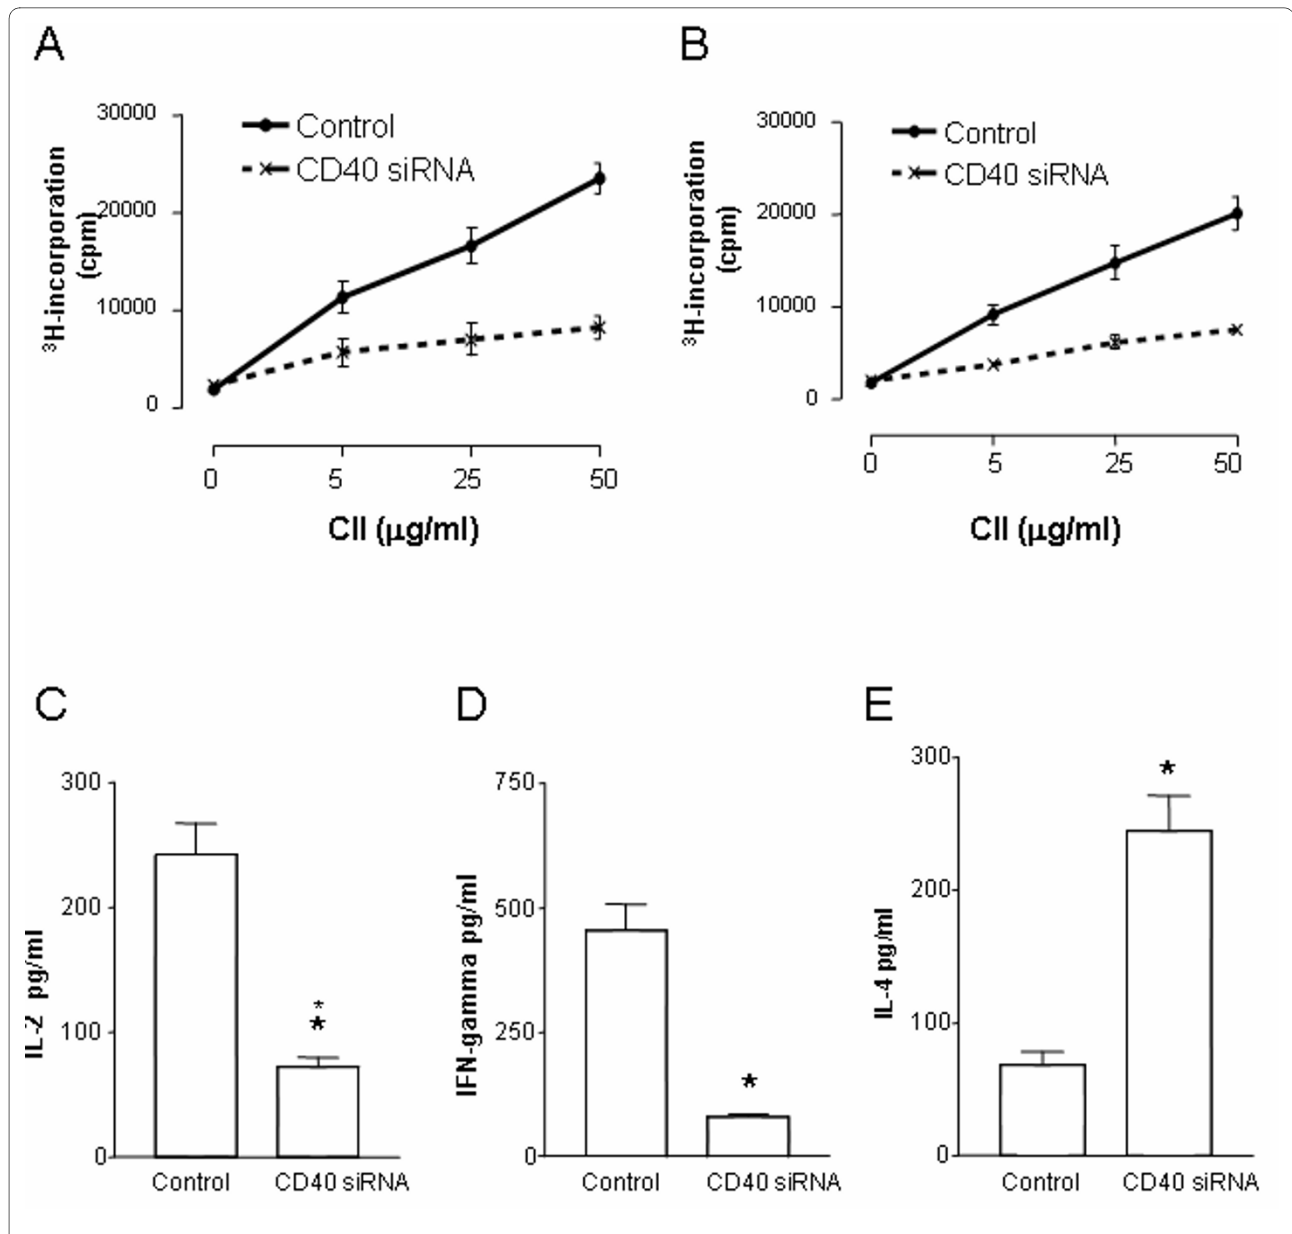 A
30000
20000
10000
0
³H-incorporation
(cpm)
Control
CD40 siRNA
0 5 25 50
CII (μg/ml)
B
30000
20000
10000
0
³H-incorporation
(cpm)
Control
CD40 siRNA
0 5 25 50
CII (μg/ml)
C
300
200
100
0
IL-2 pg/ml
*
*
Control CD40 siRNA
D
750
500
250
0
IFN-gamma pg/ml
*
Control CD40 siRNA
E
300
200
100
0
IL-4 pg/ml
*
Control CD40 siRNA